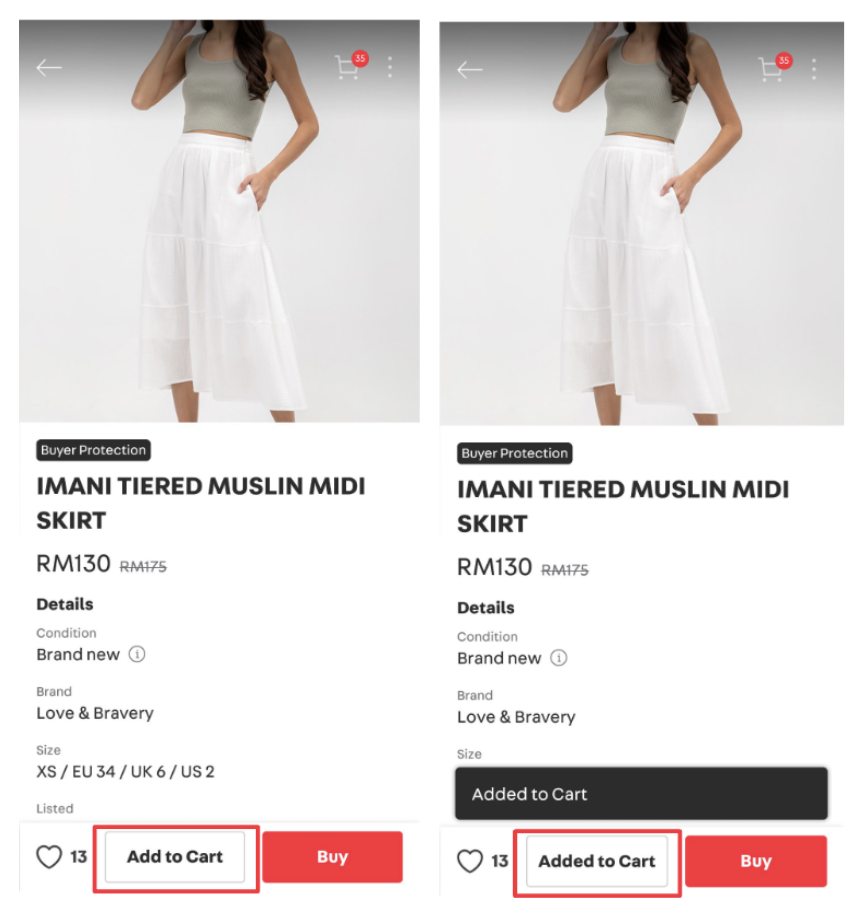 35
Buyer Protection
IMANI TIERED MUSLIN MIDI
SKIRT
RM130 RM175
Details
Condition
Brand new
Brand
Love & Bravery
Size
XS / EU 34 / UK 6 / US 2
Listed
13 Add to Cart Buy
35
Buyer Protection
IMANI TIERED MUSLIN MIDI
SKIRT
RM130 RM175
Details
Condition
Brand new
Brand
Love & Bravery
Size
Added to Cart
13 Added to Cart Buy